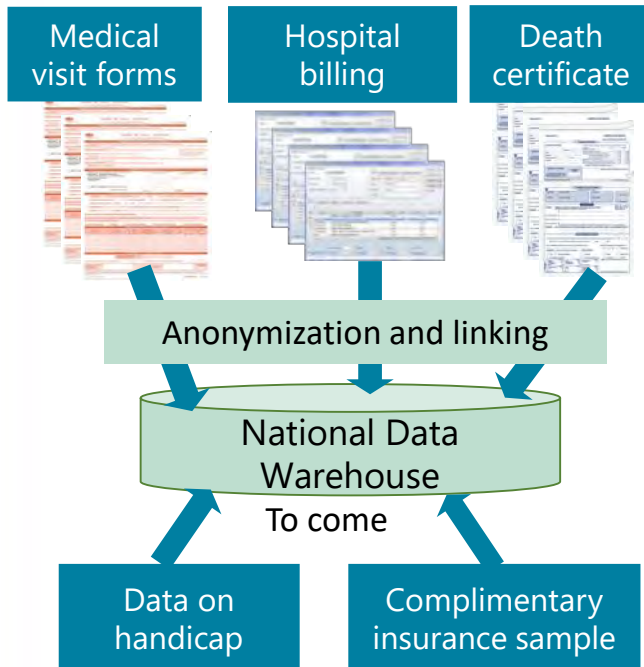 Medical
visit forms
Hospital
billing
Death
certificate
Anonymization and linking
National Data
Warehouse
To come
Data on
handicap
Complimentary
insurance sample